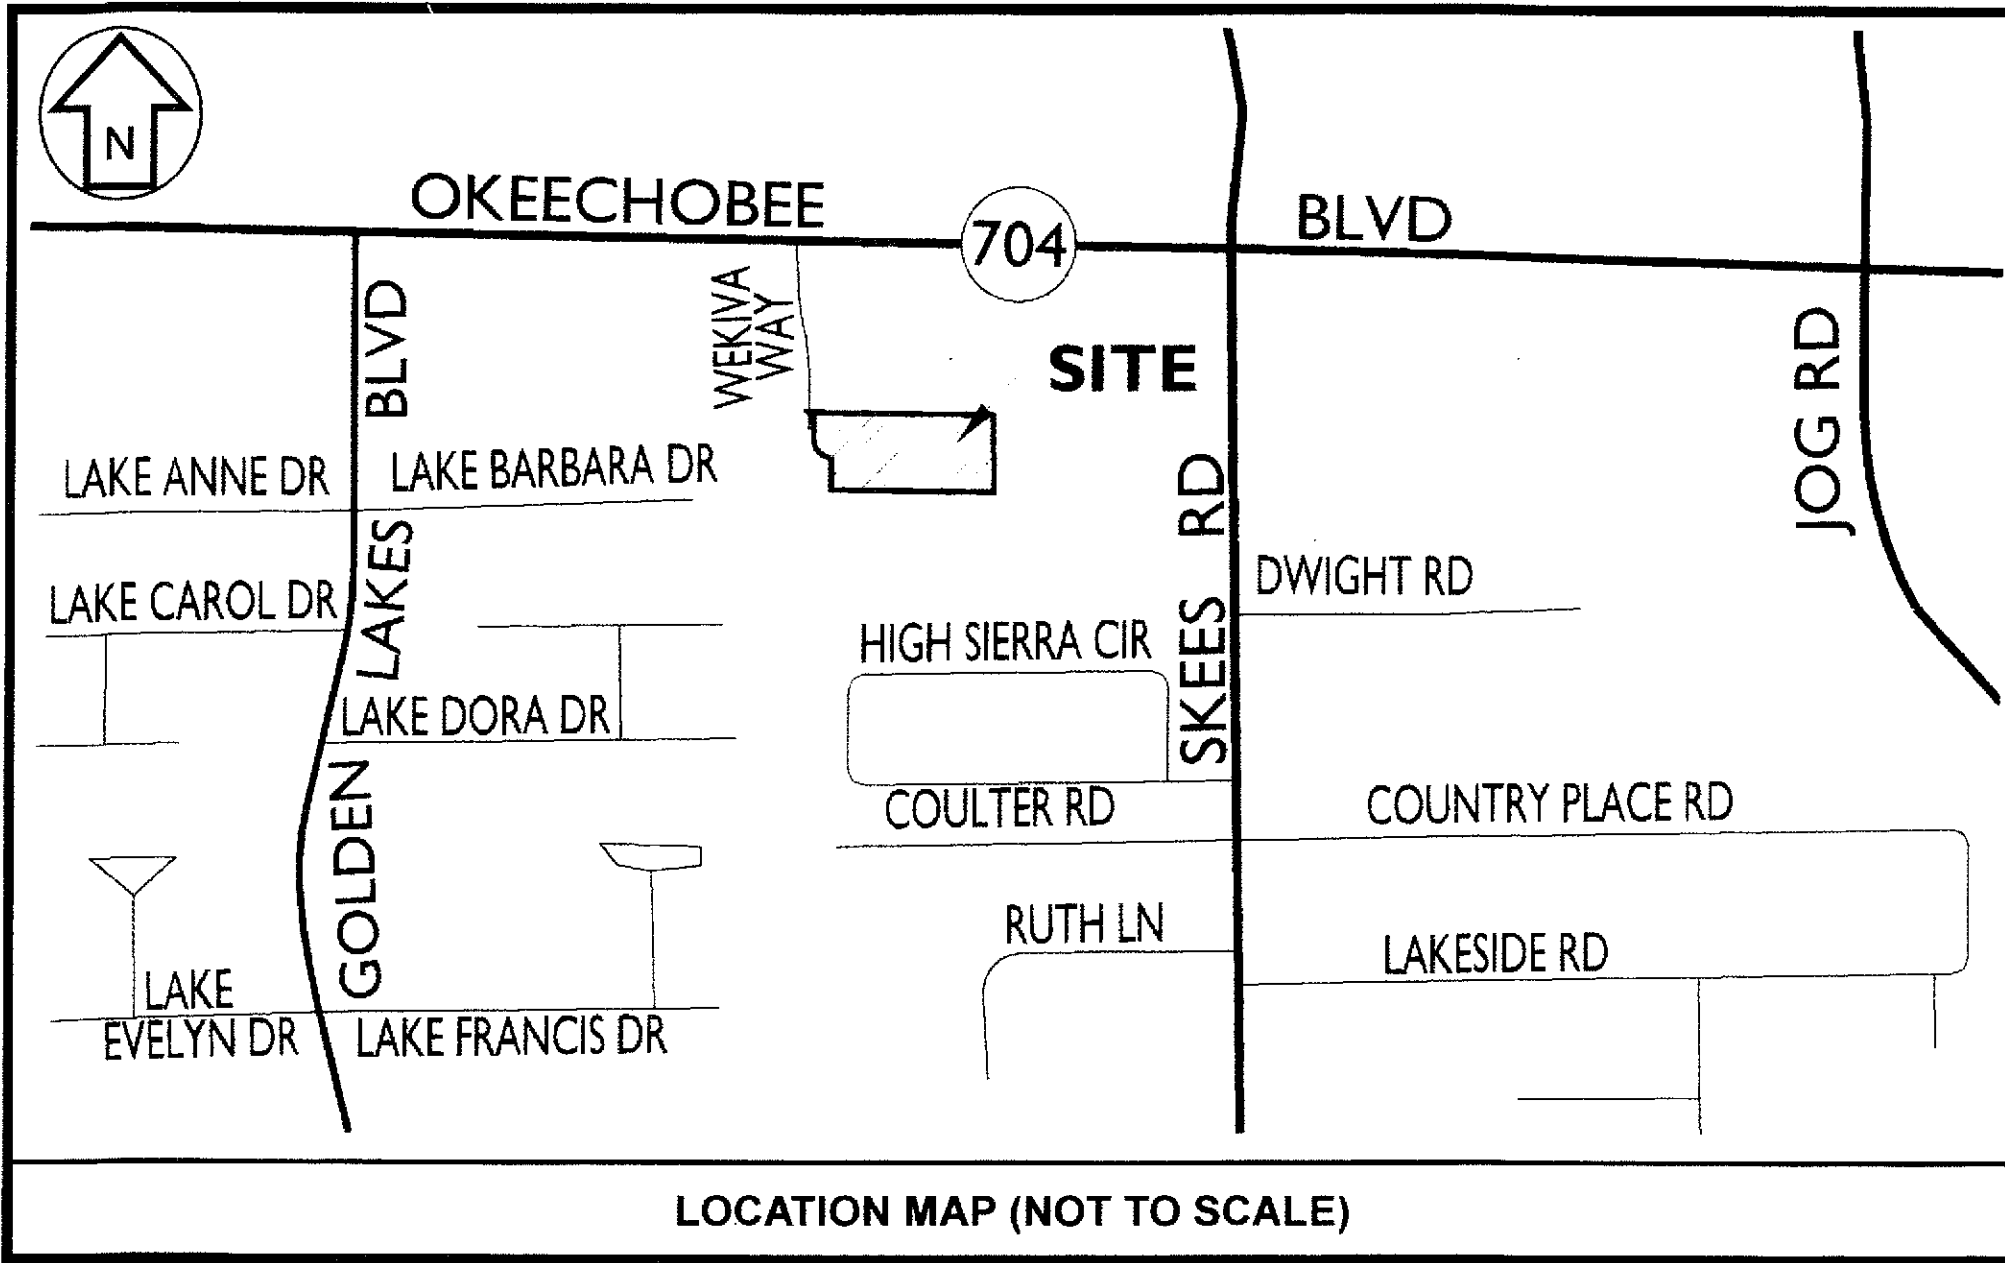 N
OKEECHOBEE
704
BLVD
WEKIVA
WAY
SITE
GOLDEN LAKES BLVD
SKEES RD
JOG RD
LAKE ANNE DR
LAKE BARBARA DR
LAKE CAROL DR
DWIGHT RD
HIGH SIERRA CIR
LAKE DORA DR
COULTER RD
COUNTRY PLACE RD
RUTH LN
LAKESIDE RD
LAKE
EVELYN DR
LAKE FRANCIS DR
LOCATION MAP (NOT TO SCALE)